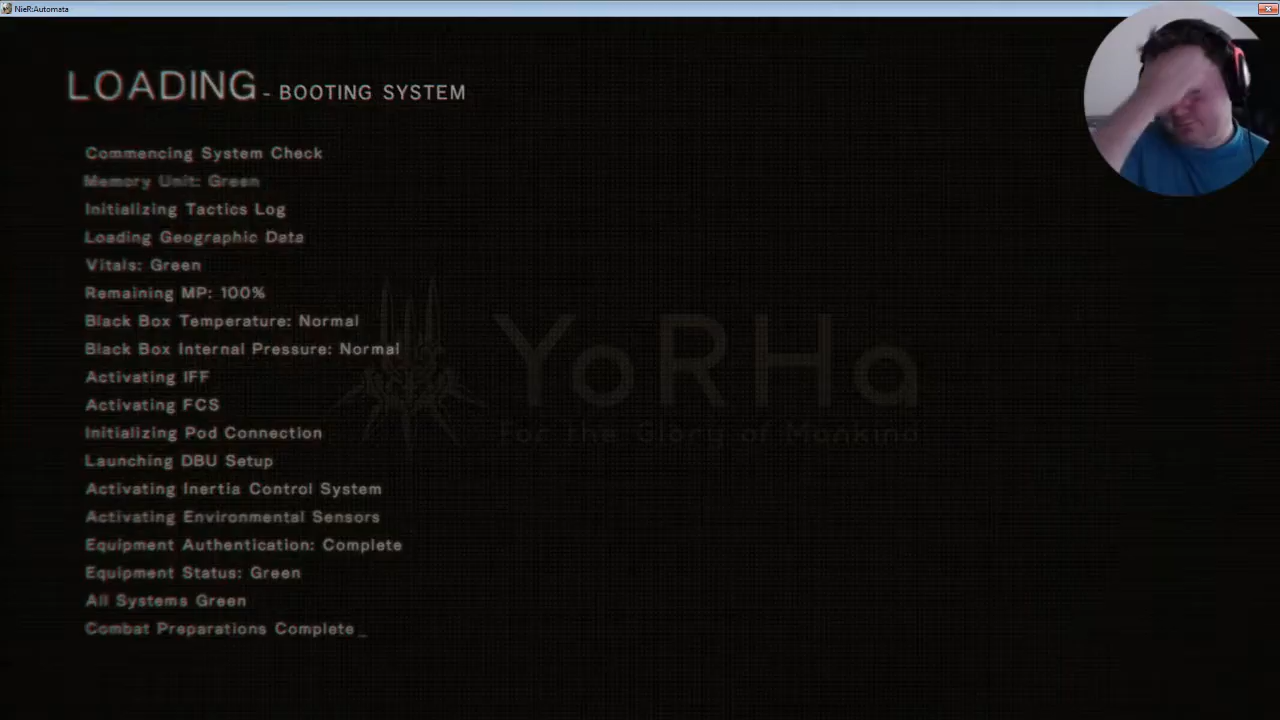 NieR:Automata
LOADING - BOOTING SYSTEM
Commencing System Check
Memory Unit: Green
Initializing Tactics Log
Loading Geographic Data
Vitals: Green
Remaining MP: 100%
Black Box Temperature: Normal
Black Box Internal Pressure: Normal
Activating IFF
Activating FCS
Initializing Pod Connection
Launching DBU Setup
Activating Inertia Control System
Activating Environmental Sensors
Equipment Authentication: Complete
Equipment Status: Green
All Systems Green
Combat Preparations Complete _
YoRHa
For the Glory of Mankind